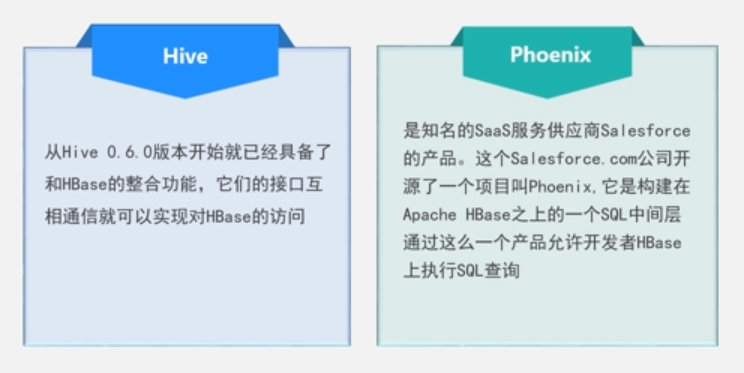 Hive
从Hive 0.6.0版本开始就已经具备了
和HBase的整合功能，它们的接口互
相通信就可以实现对HBase的访问
Phoenix
是知名的SaaS服务供应商Salesforce
的产品。这个Salesforce.com公司开
源了一个项目叫Phoenix,它是构建在
Apache HBase之上的一个SQL中间层
通过这么一个产品允许开发者HBase
上执行SQL查询